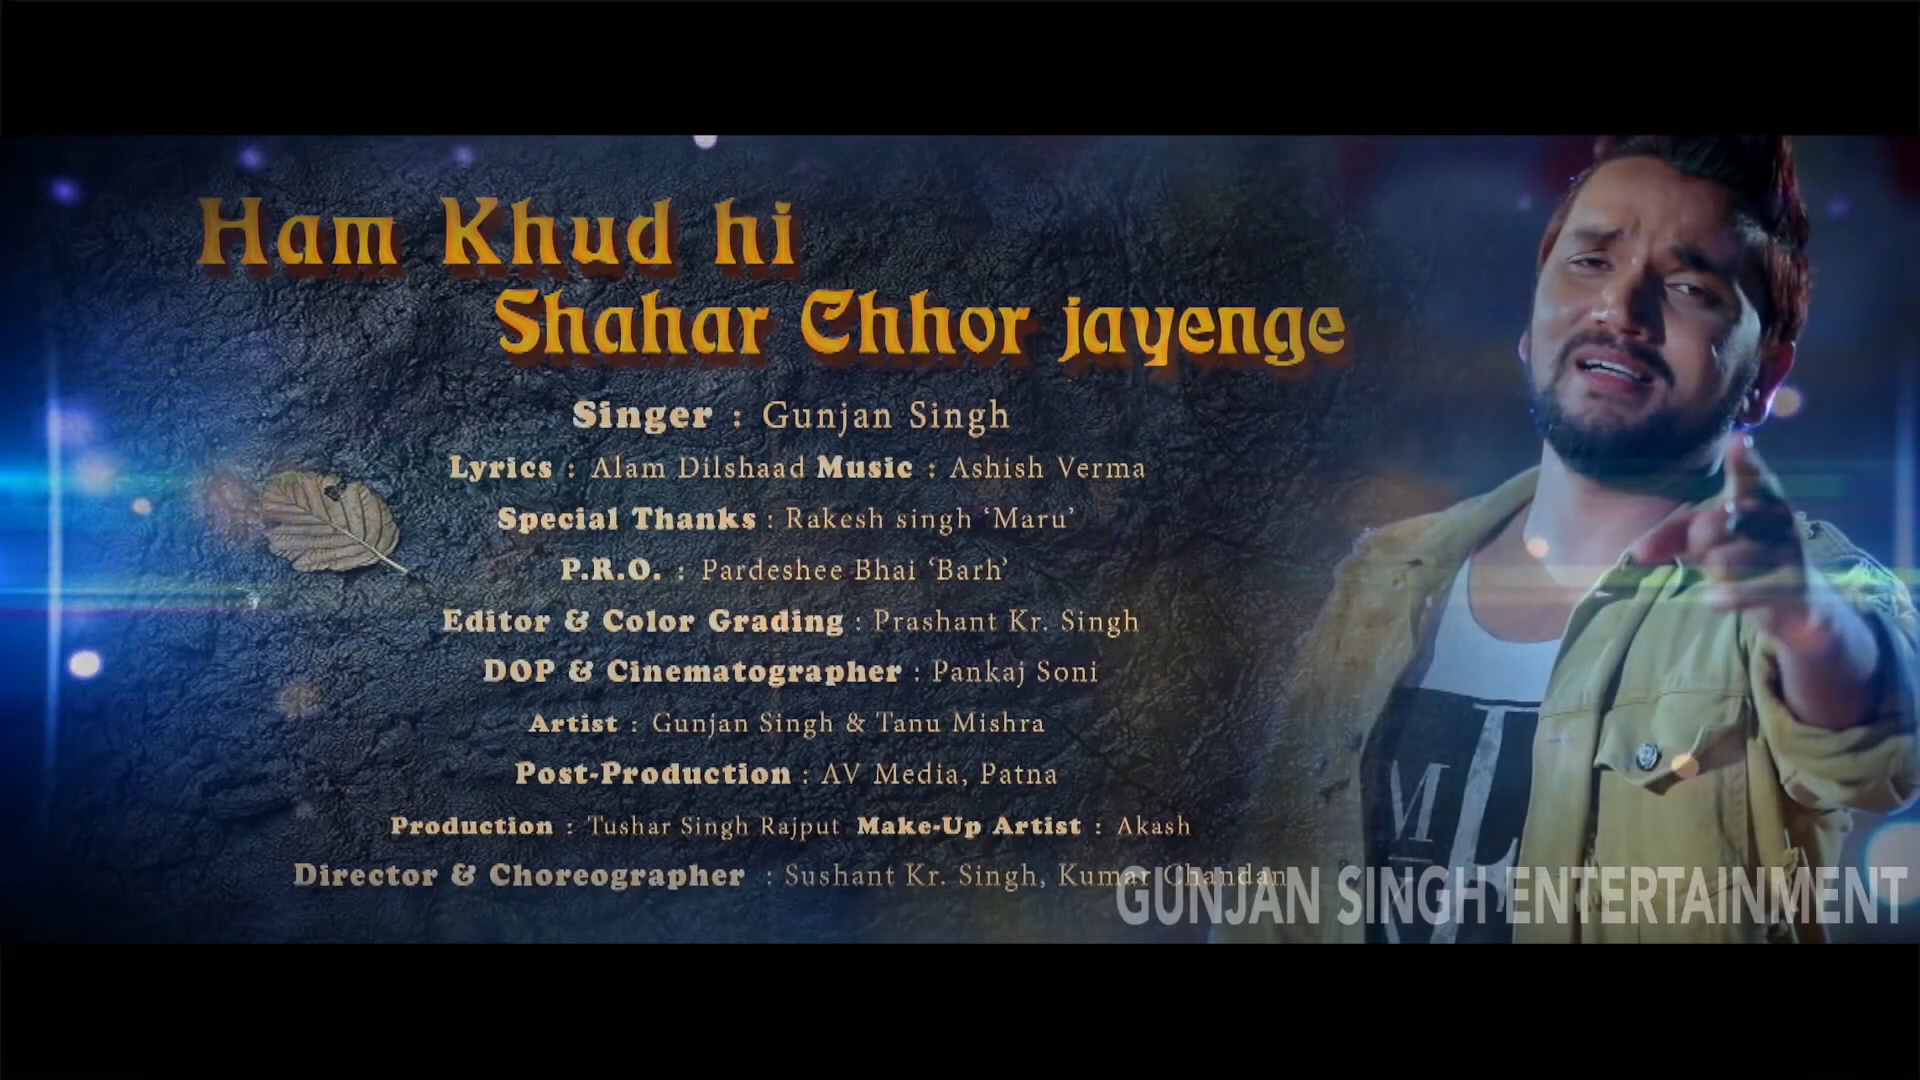 Ham Khud hi
Shahar Chhor jayenge
Singer : Gunjan Singh
Lyrics : Alam Dilshaad Music : Ashish Verma
Special Thanks : Rakesh singh ‘Maru’
P.R.O. : Pardeshee Bhai ‘Barh’
Editor & Color Grading : Prashant Kr. Singh
DOP & Cinematographer : Pankaj Soni
Artist : Gunjan Singh & Tanu Mishra
Post-Production : AV Media, Patna
Production : Tushar Singh Rajput Make-Up Artist : Akash
Director & Choreographer : Sushant Kr. Singh, Kumar Chandan
GUNJAN SINGH ENTERTAINMENT